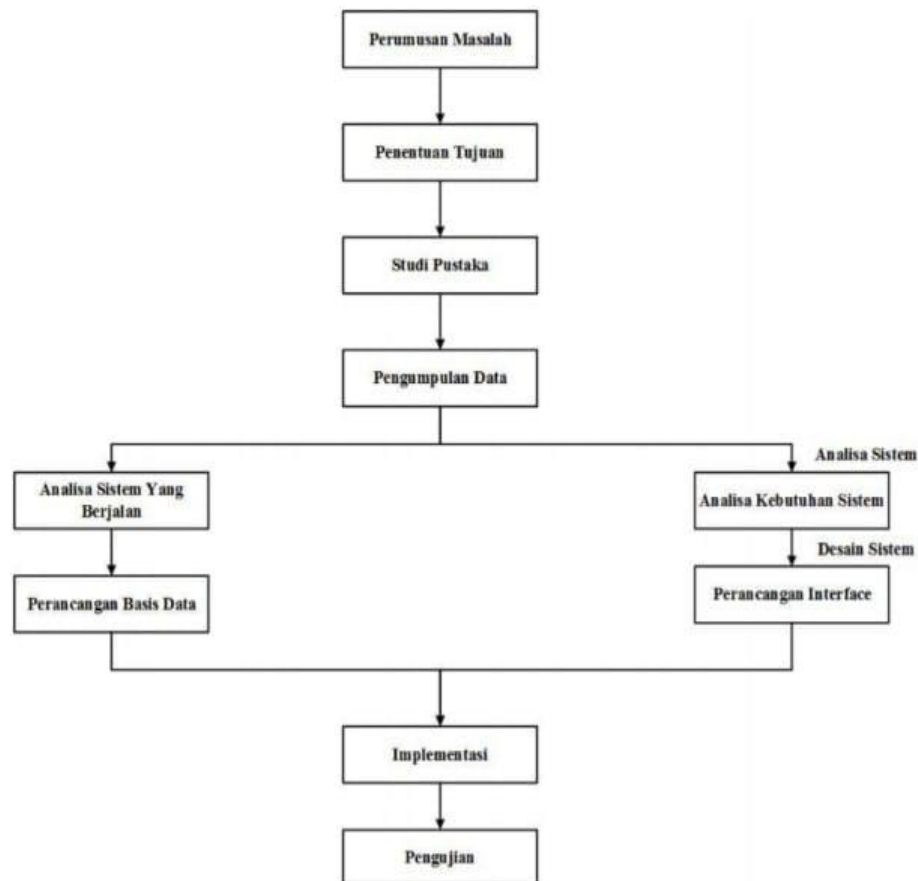 Perumusan Masalah
Penentuan Tujuan
Studi Pustaka
Pengumpulan Data
Analisa Sistem
Analisa Sistem Yang
Berjalan
Analisa Kebutuhan Sistem
Desain Sistem
Perancangan Basis Data
Perancangan Interface
Implementasi
Pengujian